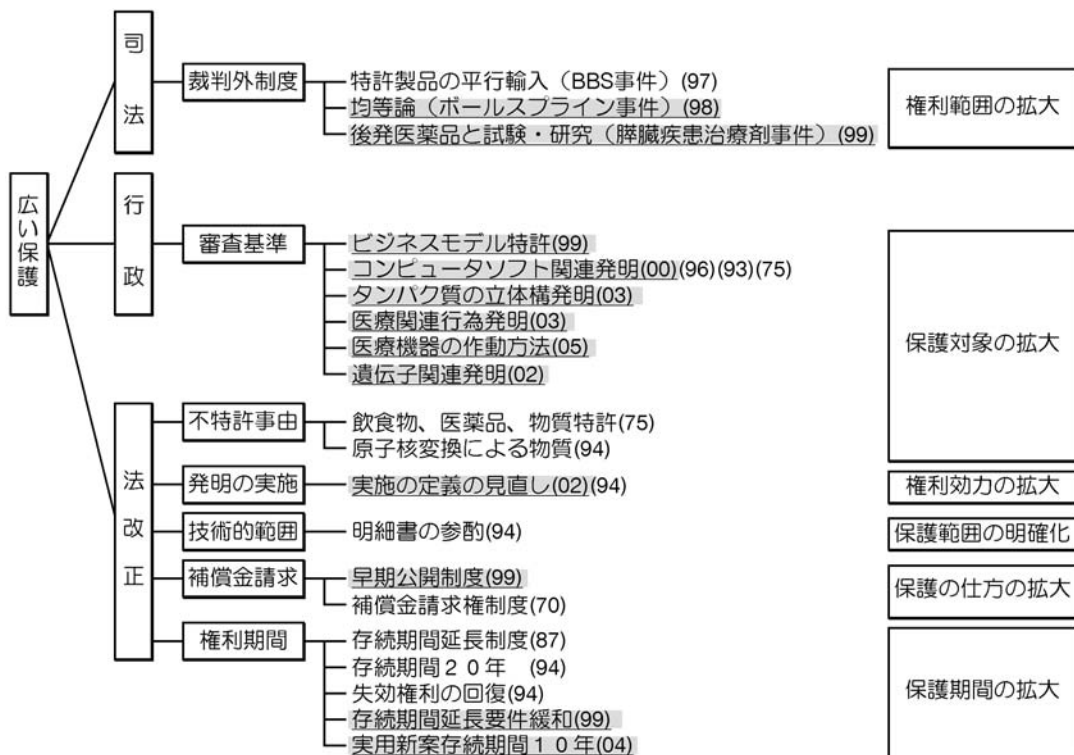 広い保護
司法
裁判外制度
特許製品の平行輸入（BBS事件）(97)
均等論（ボールスプライン事件）(98)
後発医薬品と試験・研究（膵臓疾患治療剤事件）(99)
権利範囲の拡大
行政
審査基準
ビジネスモデル特許(99)
コンピュータソフト関連発明(00)(96)(93)(75)
タンパク質の立体構発明(03)
医療関連行為発明(03)
医療機器の作動方法(05)
遺伝子関連発明(02)
保護対象の拡大
法改正
不特許事由
飲食物、医薬品、物質特許(75)
原子核変換による物質(94)
発明の実施
実施の定義の見直し(02)(94)
権利効力の拡大
技術的範囲
明細書の参酌(94)
保護範囲の明確化
補償金請求
早期公開制度(99)
補償金請求権制度(70)
保護の仕方の拡大
権利期間
存続期間延長制度(87)
存続期間２０年　(94)
失効権利の回復(94)
存続期間延長要件緩和(99)
実用新案存続期間１０年(04)
保護期間の拡大